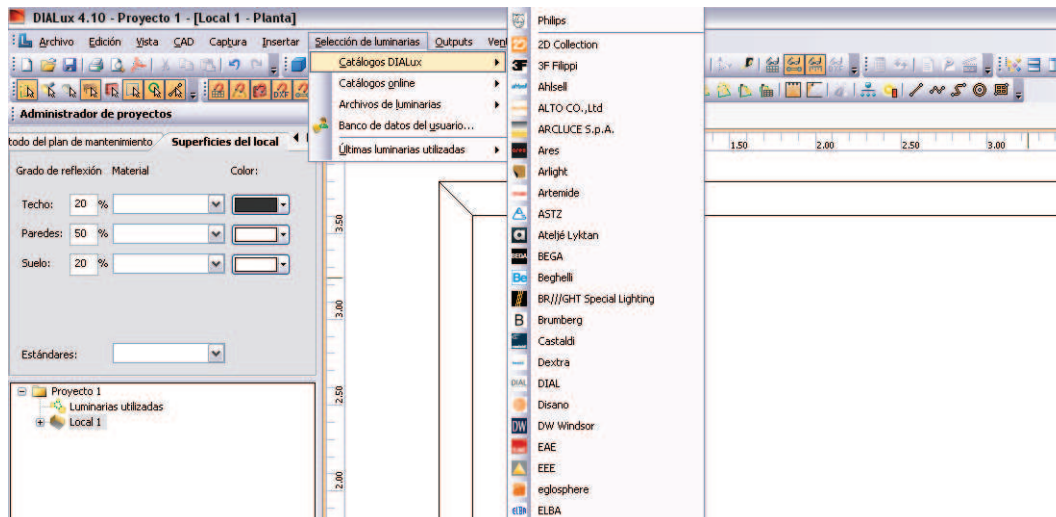 DIALux 4.10 - Proyecto 1 - [Local 1 - Planta]
Archivo Edición Vista CAD Captura Insertar Selección de luminarias Outputs
Catálogos DIALux
Catálogos online
Archivos de luminarias
Banco de datos del usuario...
Últimas luminarias utilizadas
Philips
2D Collection
3F Filippi
Ahlsell
ALTO CO.,Ltd
ARCLUCE S.p.A.
Ares
Arlight
Artemide
ASTZ
Ateljé Lyktan
BEGA
Beghelli
BR///GHT Special Lighting
Brumberg
Castaldi
Dextra
DIAL
Disano
DW Windsor
EAE
EEE
eglosphere
ELBA
Administrador de proyectos
todo del plan de mantenimiento Superficies del local
Grado de reflexión Material Color:
Techo: 20 %
Paredes: 50 %
Suelo: 20 %
Estándares:
Proyecto 1
Luminarias utilizadas
Local 1
1.50 2.00 2.50 3.00
3.50
3.00
2.50
2.00